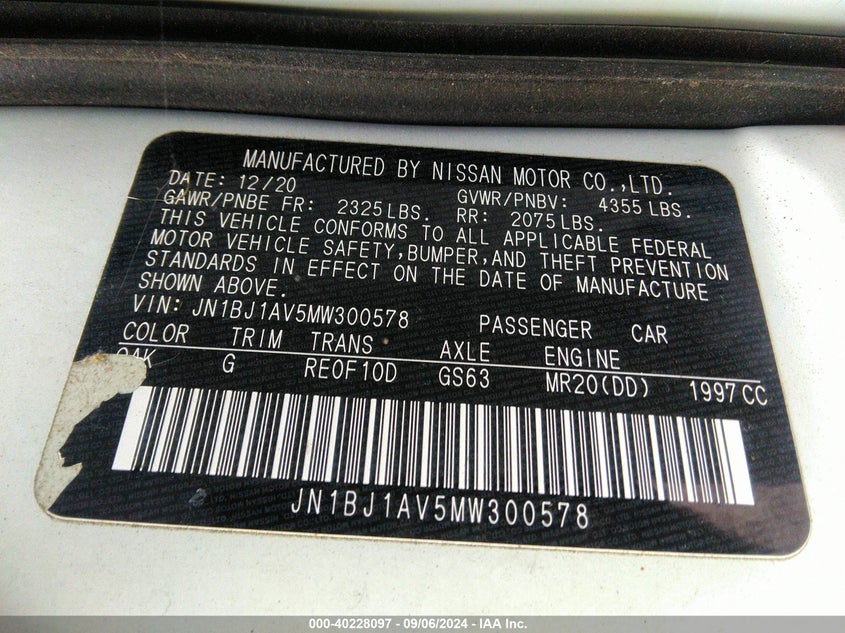 MANUFACTURED BY NISSAN MOTOR CO.,LTD.
DATE: 12/20 GVWR/PNBV: 4355 LBS.
GAWR/PNBE FR: 2325 LBS. RR: 2075 LBS.
THIS VEHICLE CONFORMS TO ALL APPLICABLE FEDERAL
MOTOR VEHICLE SAFETY,BUMPER,AND THEFT PREVENTION
STANDARDS IN EFFECT ON THE DATE OF MANUFACTURE
SHOWN ABOVE.
VIN: JN1BJ1AV5MW300578 PASSENGER CAR
COLOR TRIM TRANS AXLE ENGINE
QAK G RE0F10D GS63 MR20(DD) 1997CC
JN1BJ1AV5MW300578
000-40228097 - 09/06/2024 - IAA Inc.